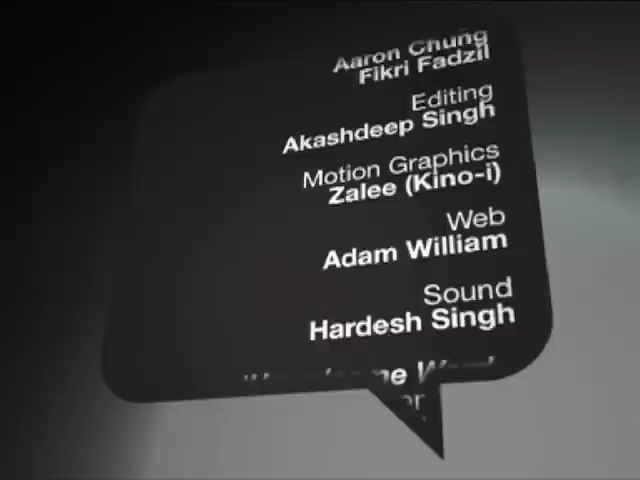 Aaron Chung
Fikri Fadzil
Editing
Akashdeep Singh
Motion Graphics
Zalee (Kino-i)
Web
Adam William
Sound
Hardesh Singh